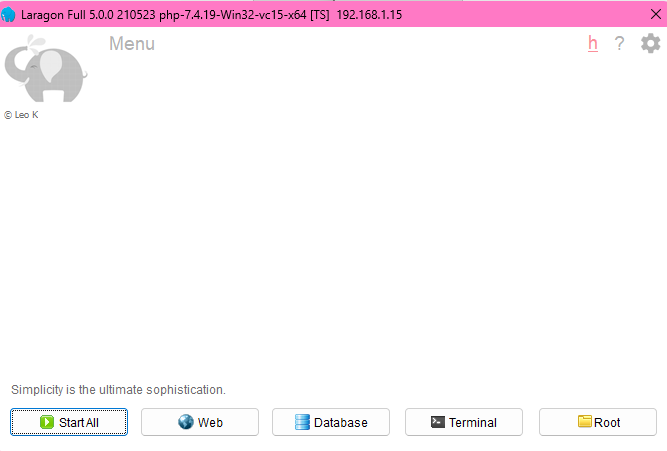 Laragon Full 5.0.0 210523 php-7.4.19-Win32-vc15-x64 [TS] 192.168.1.15
Menu
h ?
© Leo K
Simplicity is the ultimate sophistication.
Start All Web Database Terminal Root